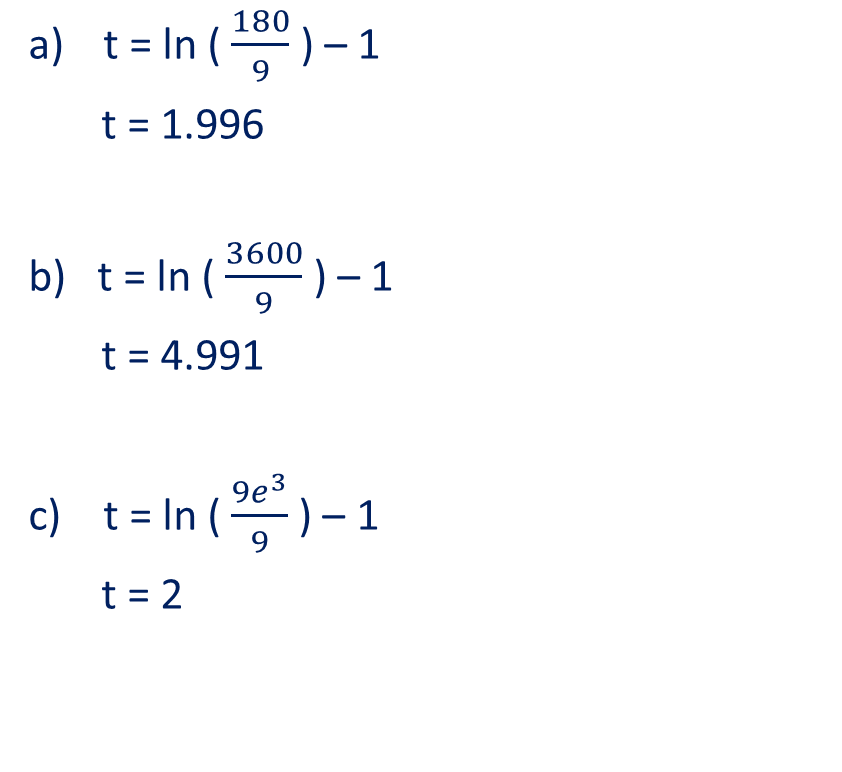 a) t = ln ( 180/9 ) – 1
t = 1.996
b) t = ln ( 3600/9 ) – 1
t = 4.991
c) t = ln ( 9e³/9 ) – 1
t = 2